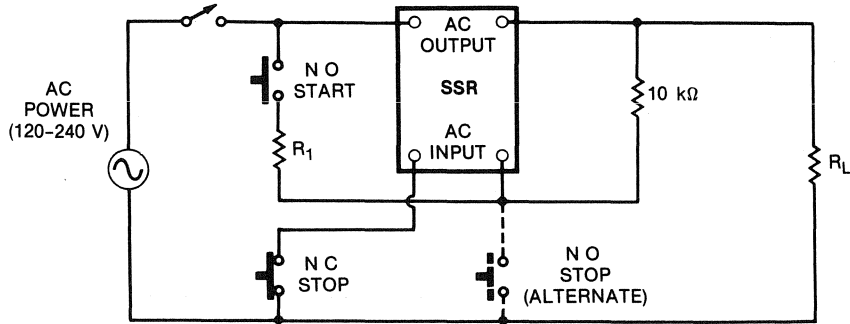 AC
POWER
(120–240 V)
N O
START
R1
AC
OUTPUT
SSR
AC
INPUT
10 kΩ
RL
N C
STOP
N O
STOP
(ALTERNATE)